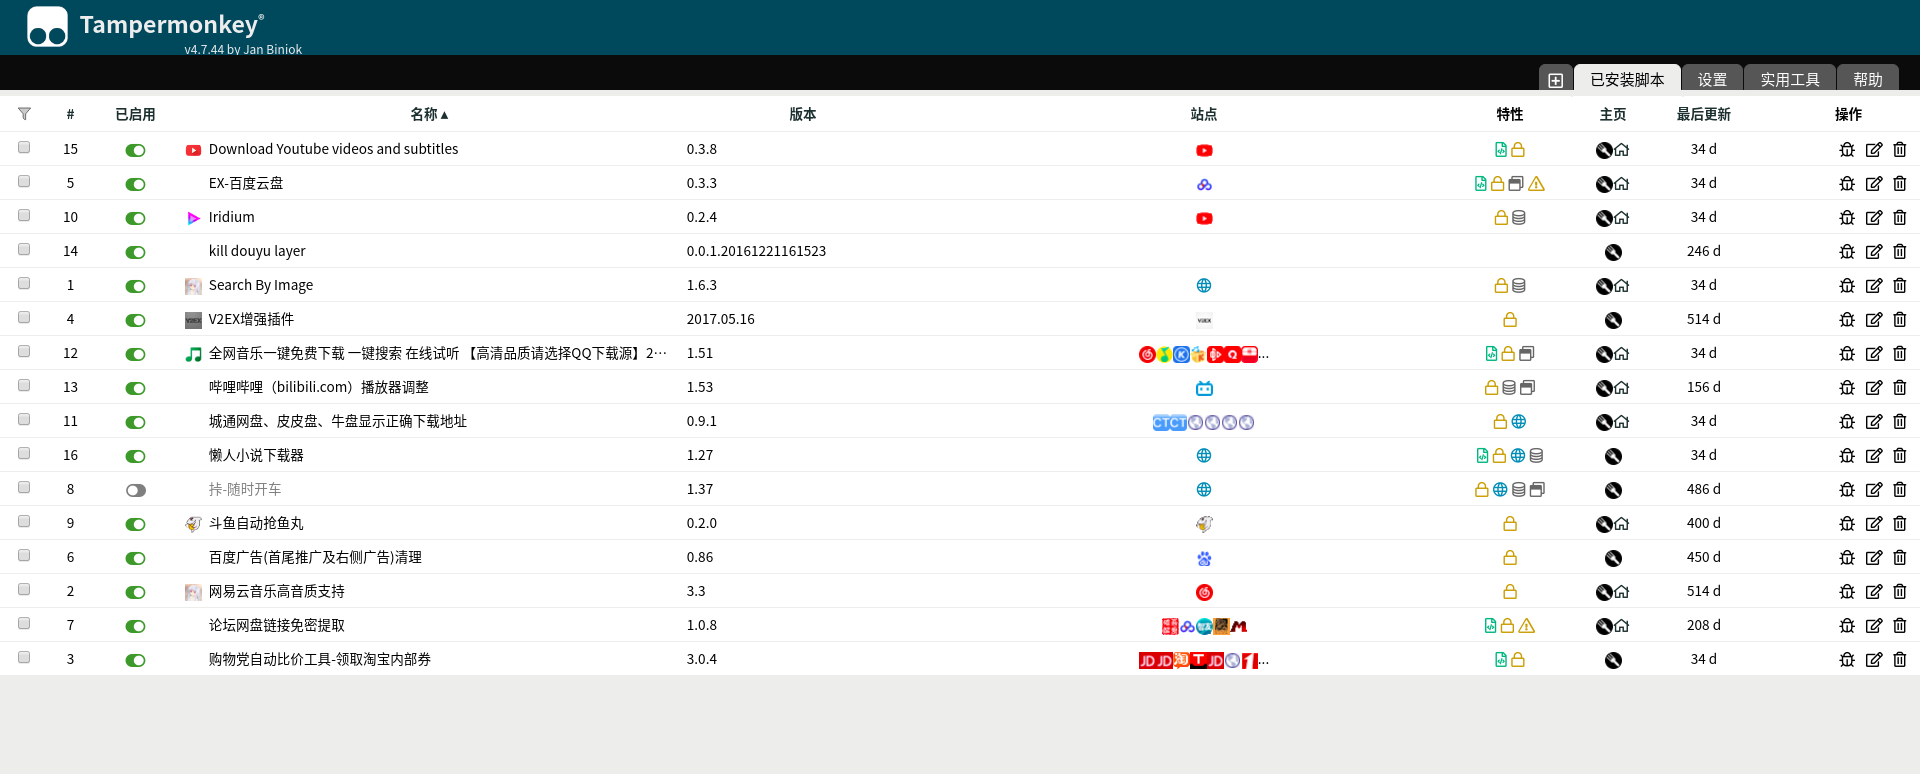 Tampermonkey®
v4.7.44 by Jan Biniok
已安装脚本 设置 实用工具 帮助
# 已启用 名称▲ 版本 站点 特性 主页 最后更新 操作
15 Download Youtube videos and subtitles 0.3.8 34 d
5 EX-百度云盘 0.3.3 34 d
10 Iridium 0.2.4 34 d
14 kill douyu layer 0.0.1.20161221161523 246 d
1 Search By Image 1.6.3 34 d
4 V2EX增强插件 2017.05.16 514 d
12 全网音乐一键免费下载 一键搜索 在线试听 【高清品质请选择QQ下载源】2… 1.51 ... 34 d
13 哔哩哔哩（bilibili.com）播放器调整 1.53 156 d
11 城通网盘、皮皮盘、牛盘显示正确下载地址 0.9.1 CTCT 34 d
16 懒人小说下载器 1.27 34 d
8 挊-随时开车 1.37 486 d
9 斗鱼自动抢鱼丸 0.2.0 400 d
6 百度广告(首尾推广及右侧广告)清理 0.86 450 d
2 网易云音乐高音质支持 3.3 514 d
7 论坛网盘链接免密提取 1.0.8 208 d
3 购物党自动比价工具-领取淘宝内部券 3.0.4 JD JD 淘 T JD ... 34 d